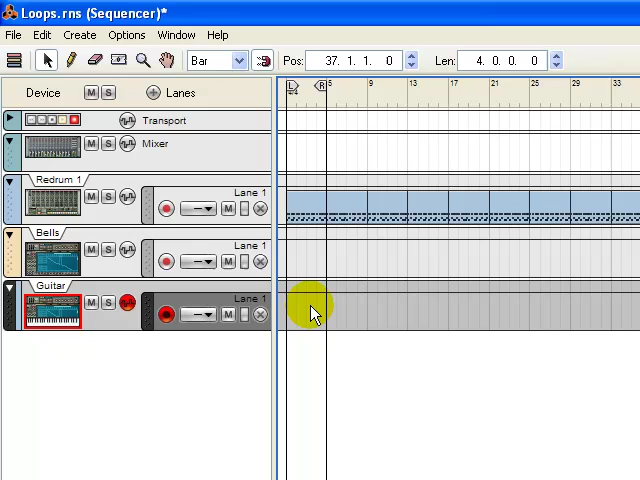 Loops.rns (Sequencer)*
File Edit Create Options Window Help
Bar Pos: 37. 1. 1. 0 Len: 4. 0. 0. 0
Device M S Lanes
L R 5 9 13 17 21 25 29 33
4/4
Transport
M S Mixer
Redrum 1
M S Lane 1
M
Bells
M S Lane 1
M
Guitar
M S Lane 1
M